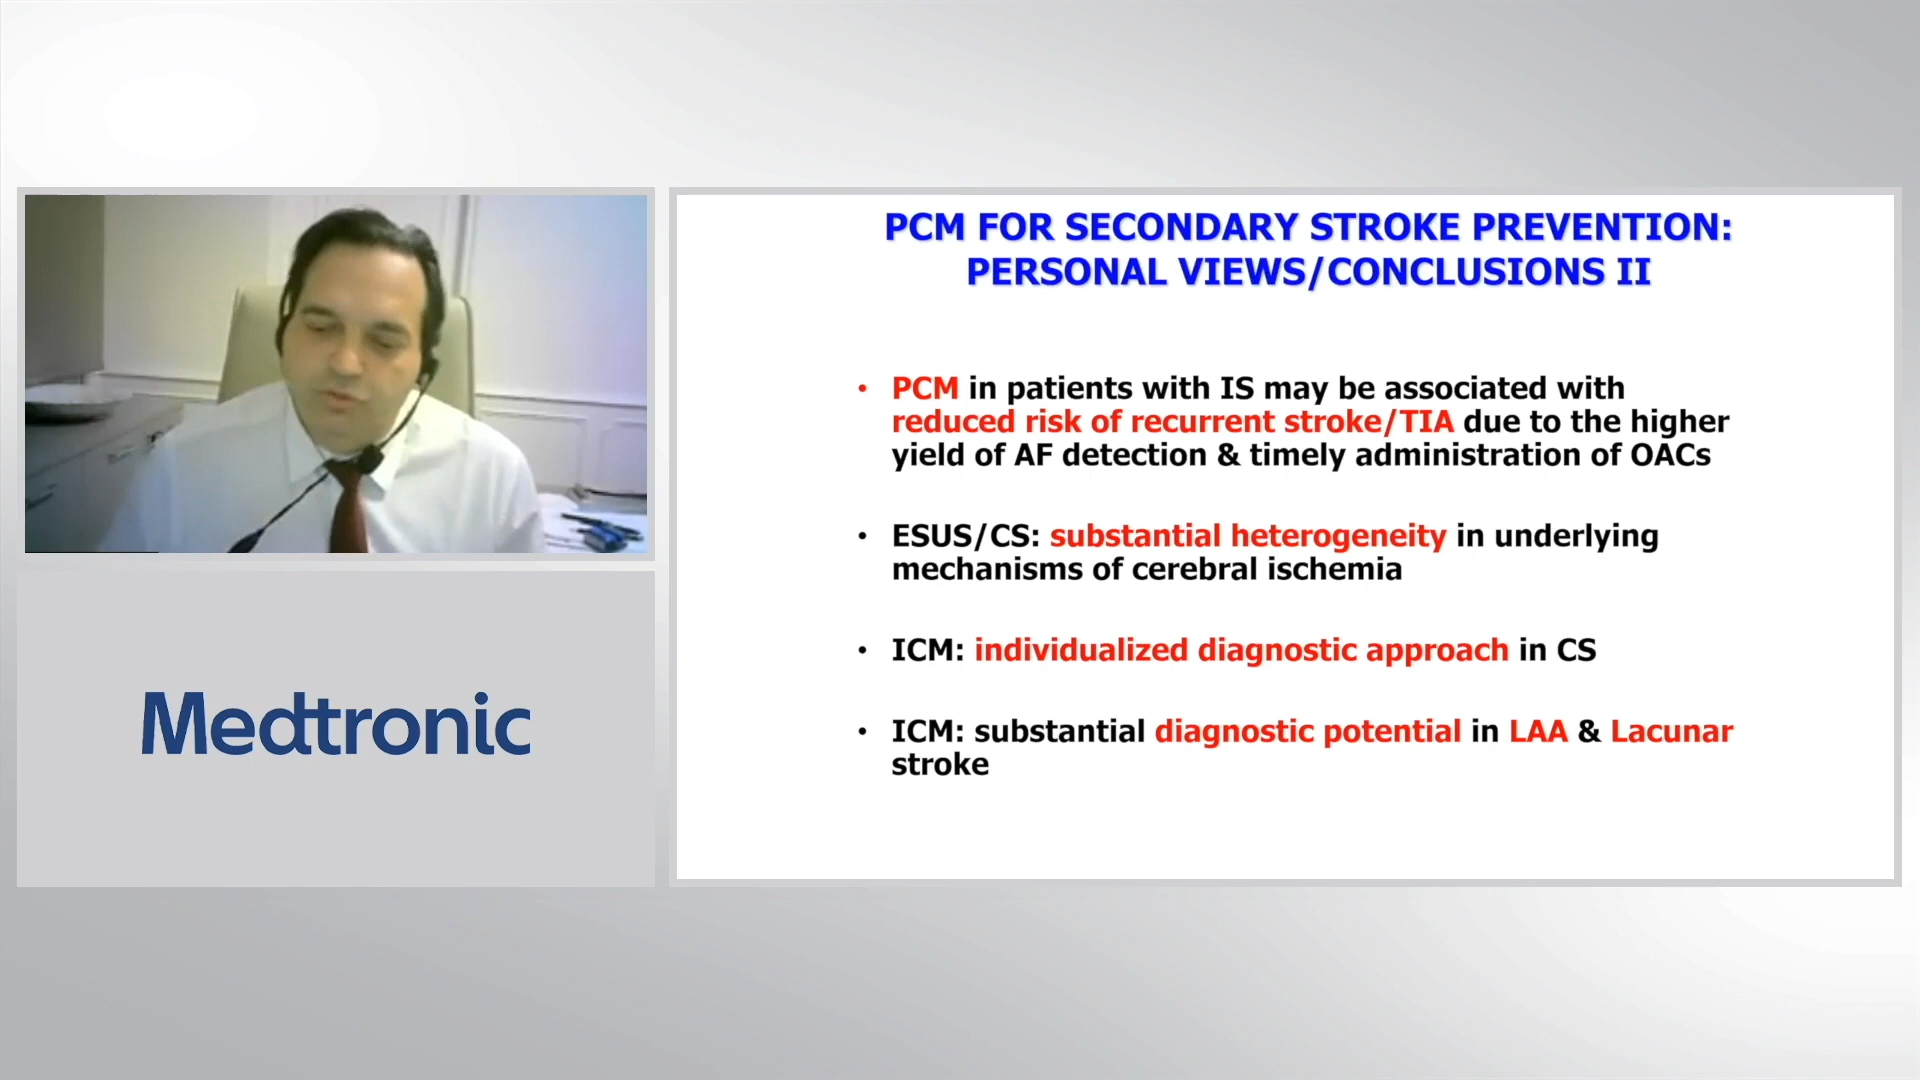 PCM FOR SECONDARY STROKE PREVENTION:
PERSONAL VIEWS/CONCLUSIONS II
• PCM in patients with IS may be associated with
reduced risk of recurrent stroke/TIA due to the higher
yield of AF detection & timely administration of OACs
• ESUS/CS: substantial heterogeneity in underlying
mechanisms of cerebral ischemia
• ICM: individualized diagnostic approach in CS
• ICM: substantial diagnostic potential in LAA & Lacunar
stroke
Medtronic